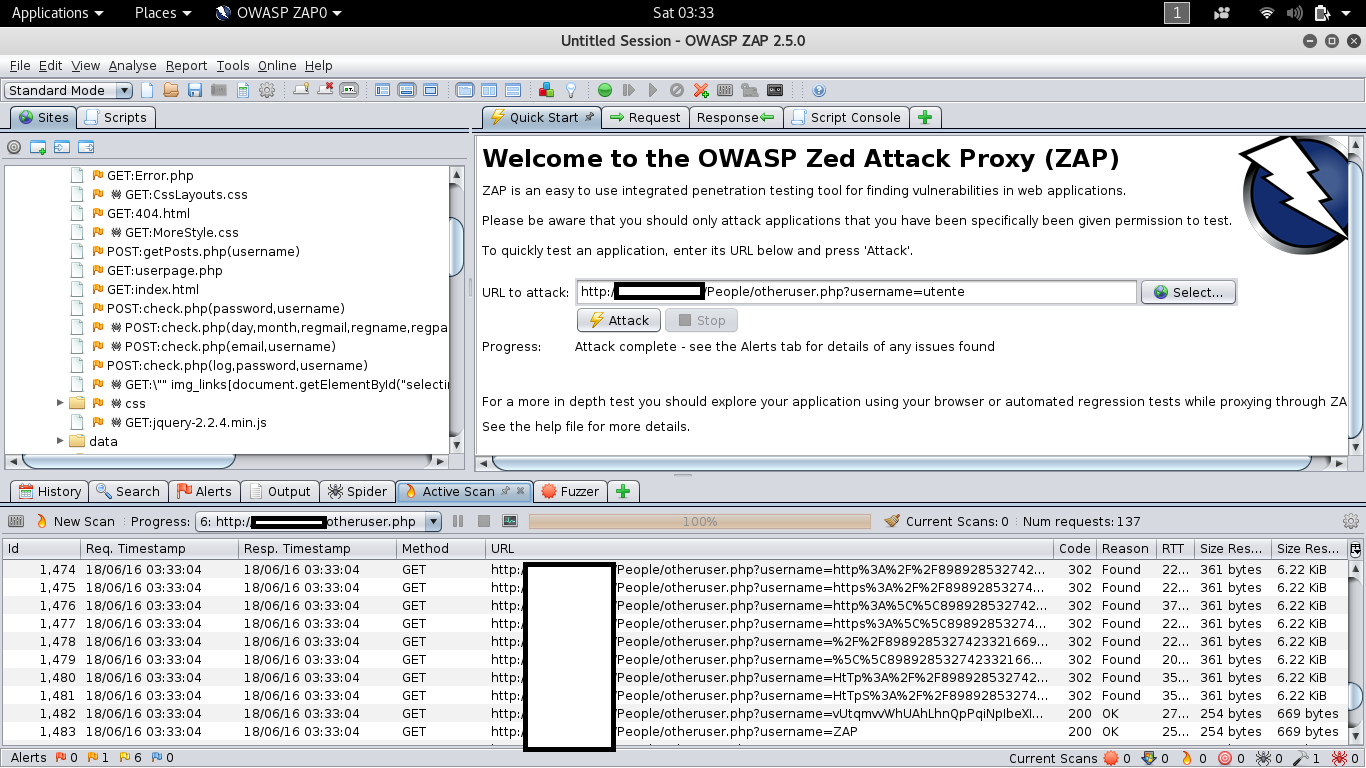 Applications Places OWASP ZAP0 Sat 03:33 1
Untitled Session - OWASP ZAP 2.5.0
File Edit View Analyse Report Tools Online Help
Standard Mode
Sites Scripts
Quick Start Request Response Script Console
GET:Error.php
GET:CssLayouts.css
GET:404.html
GET:MoreStyle.css
POST:getPosts.php(username)
GET:userpage.php
GET:index.html
POST:check.php(password,username)
POST:check.php(day,month,regmail,regname,regpa
POST:check.php(email,username)
POST:check.php(log,password,username)
GET:\"" img_links[document.getElementById("selectin
css
GET:jquery-2.2.4.min.js
data
Welcome to the OWASP Zed Attack Proxy (ZAP)
ZAP is an easy to use integrated penetration testing tool for finding vulnerabilities in web applications.
Please be aware that you should only attack applications that you have been specifically been given permission to test.
To quickly test an application, enter its URL below and press 'Attack'.
URL to attack: http:/ /People/otheruser.php?username=utente Select...
Attack Stop
Progress: Attack complete - see the Alerts tab for details of any issues found
For a more in depth test you should explore your application using your browser or automated regression tests while proxying through ZA
See the help file for more details.
History Search Alerts Output Spider Active Scan Fuzzer
New Scan Progress: 6: http:/ otheruser.php 100% Current Scans: 0 Num requests: 137
Id Req. Timestamp Resp. Timestamp Method URL Code Reason RTT Size Res... Size Res...
1,474 18/06/16 03:33:04 18/06/16 03:33:04 GET http:/ /People/otheruser.php?username=http%3A%2F%2F898928532742... 302 Found 22... 361 bytes 6.22 KiB
1,475 18/06/16 03:33:04 18/06/16 03:33:04 GET http:/ /People/otheruser.php?username=https%3A%2F%2F89892853274... 302 Found 22... 361 bytes 6.22 KiB
1,476 18/06/16 03:33:04 18/06/16 03:33:04 GET http:/ /People/otheruser.php?username=http%3A%5C%5C898928532742... 302 Found 37... 361 bytes 6.22 KiB
1,477 18/06/16 03:33:04 18/06/16 03:33:04 GET http:/ /People/otheruser.php?username=https%3A%5C%5C89892853274... 302 Found 22... 361 bytes 6.22 KiB
1,478 18/06/16 03:33:04 18/06/16 03:33:04 GET http:/ /People/otheruser.php?username=%2F%2F8989285327423321669... 302 Found 22... 361 bytes 6.22 KiB
1,479 18/06/16 03:33:04 18/06/16 03:33:04 GET http:/ /People/otheruser.php?username=%5C%5C898928532742332166... 302 Found 20... 361 bytes 6.22 KiB
1,480 18/06/16 03:33:04 18/06/16 03:33:04 GET http:/ /People/otheruser.php?username=HtTp%3A%2F%2F898928532742... 302 Found 35... 361 bytes 6.22 KiB
1,481 18/06/16 03:33:04 18/06/16 03:33:04 GET http:/ /People/otheruser.php?username=HtTpS%3A%2F%2F89892853274... 302 Found 35... 361 bytes 6.22 KiB
1,482 18/06/16 03:33:04 18/06/16 03:33:04 GET http:/ /People/otheruser.php?username=vUtqmvvWhUAhLhnQpPqiNpIbeXI... 200 OK 27... 254 bytes 669 bytes
1,483 18/06/16 03:33:04 18/06/16 03:33:04 GET http:/ /People/otheruser.php?username=ZAP 200 OK 25... 254 bytes 669 bytes
Alerts 0 1 6 0 Current Scans 0 0 0 0 0 1 0